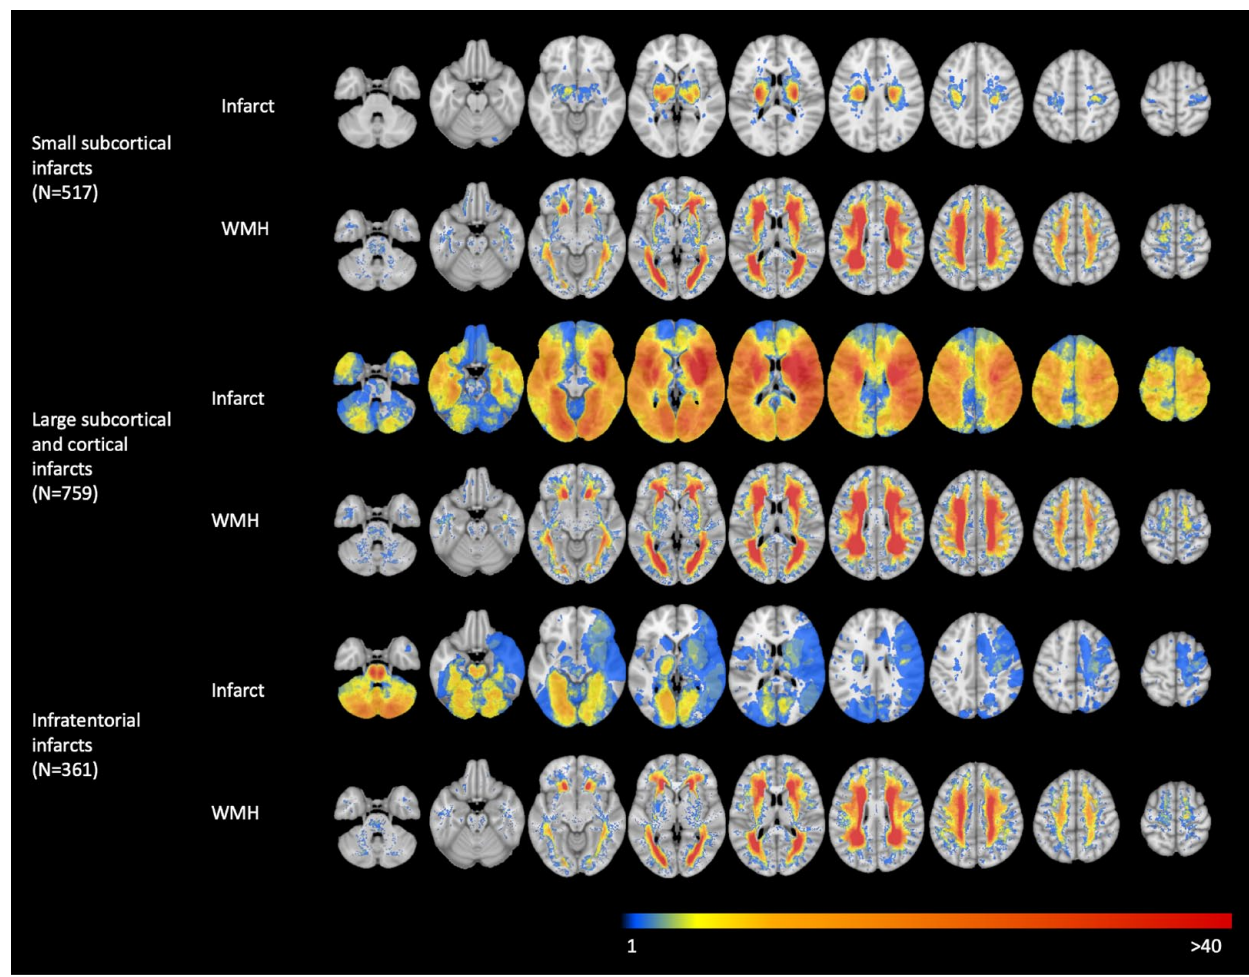 Infarct
Small subcortical
infarcts
(N=517)
WMH
Infarct
Large subcortical
and cortical
infarcts
(N=759)
WMH
Infarct
Infratentorial
infarcts
(N=361)
WMH
1
>40